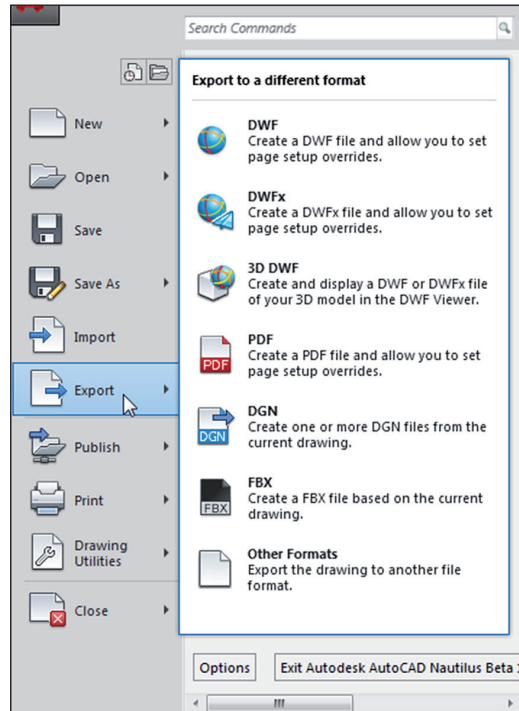 Search Commands
Export to a different format
New
Open
Save
Save As
Import
Export
Publish
Print
Drawing
Utilities
Close
DWF
Create a DWF file and allow you to set
page setup overrides.
DWFx
Create a DWFx file and allow you to set
page setup overrides.
3D DWF
Create and display a DWF or DWFx file
of your 3D model in the DWF Viewer.
PDF
PDF
Create a PDF file and allow you to set
page setup overrides.
DGN
DGN
Create one or more DGN files from the
current drawing.
FBX
FBX
Create a FBX file based on the current
drawing.
Other Formats
Export the drawing to another file
format.
Options
Exit Autodesk AutoCAD Nautilus Beta